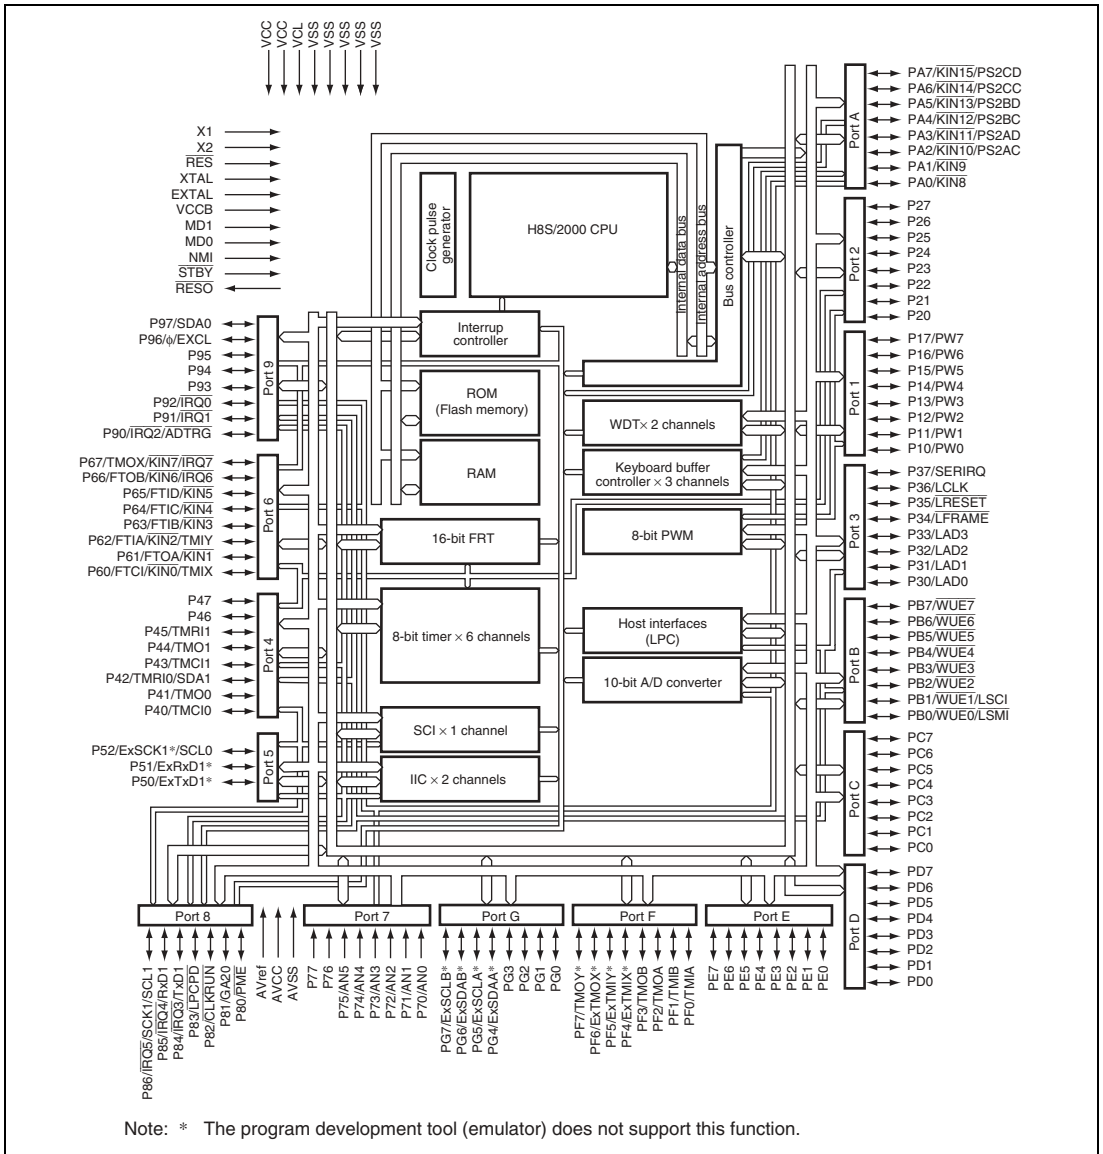 VCC
VCC
VCL
VSS
VSS
VSS
VSS
VSS
X1
X2
RES
XTAL
EXTAL
VCCB
MD1
MD0
NMI
STBY
RESO
P97/SDA0
P96/ϕ/EXCL
P95
P94
P93
P92/IRQ0
P91/IRQ1
P90/IRQ2/ADTRG
Port 9
P67/TMOX/KIN7/IRQ7
P66/FTOB/KIN6/IRQ6
P65/FTID/KIN5
P64/FTIC/KIN4
P63/FTIB/KIN3
P62/FTIA/KIN2/TMIY
P61/FTOA/KIN1
P60/FTCI/KIN0/TMIX
Port 6
P47
P46
P45/TMRI1
P44/TMO1
P43/TMCI1
P42/TMRI0/SDA1
P41/TMO0
P40/TMCI0
Port 4
P52/ExSCK1*/SCL0
P51/ExRxD1*
P50/ExTxD1*
Port 5
Clock pulse
generator
H8S/2000 CPU
Internal data bus
Internal address bus
Bus controller
Interrup
controller
ROM
(Flash memory)
RAM
WDT× 2 channels
Keyboard buffer
controller × 3 channels
16-bit FRT
8-bit PWM
8-bit timer × 6 channels
Host interfaces
(LPC)
10-bit A/D converter
SCI × 1 channel
IIC × 2 channels
Port A
PA7/KIN15/PS2CD
PA6/KIN14/PS2CC
PA5/KIN13/PS2BD
PA4/KIN12/PS2BC
PA3/KIN11/PS2AD
PA2/KIN10/PS2AC
PA1/KIN9
PA0/KIN8
Port 2
P27
P26
P25
P24
P23
P22
P21
P20
Port 1
P17/PW7
P16/PW6
P15/PW5
P14/PW4
P13/PW3
P12/PW2
P11/PW1
P10/PW0
Port 3
P37/SERIRQ
P36/LCLK
P35/LRESET
P34/LFRAME
P33/LAD3
P32/LAD2
P31/LAD1
P30/LAD0
Port B
PB7/WUE7
PB6/WUE6
PB5/WUE5
PB4/WUE4
PB3/WUE3
PB2/WUE2
PB1/WUE1/LSCI
PB0/WUE0/LSMI
Port C
PC7
PC6
PC5
PC4
PC3
PC2
PC1
PC0
Port D
PD7
PD6
PD5
PD4
PD3
PD2
PD1
PD0
Port 8
P86/IRQ5/SCK1/SCL1
P85/IRQ4/RxD1
P84/IRQ3/TxD1
P83/LPCPD
P82/CLKRUN
P81/GA20
P80/PME
AVref
AVCC
AVSS
Port 7
P77
P76
P75/AN5
P74/AN4
P73/AN3
P72/AN2
P71/AN1
P70/AN0
Port G
PG7/ExSCLB*
PG6/ExSDAB*
PG5/ExSCLA*
PG4/ExSDAA*
PG3
PG2
PG1
PG0
Port F
PF7/TMOY*
PF6/ExTMOX*
PF5/ExTMIY*
PF4/ExTMIX*
PF3/TMOB
PF2/TMOA
PF1/TMIB
PF0/TMIA
Port E
PE7
PE6
PE5
PE4
PE3
PE2
PE1
PE0
Note: * The program development tool (emulator) does not support this function.